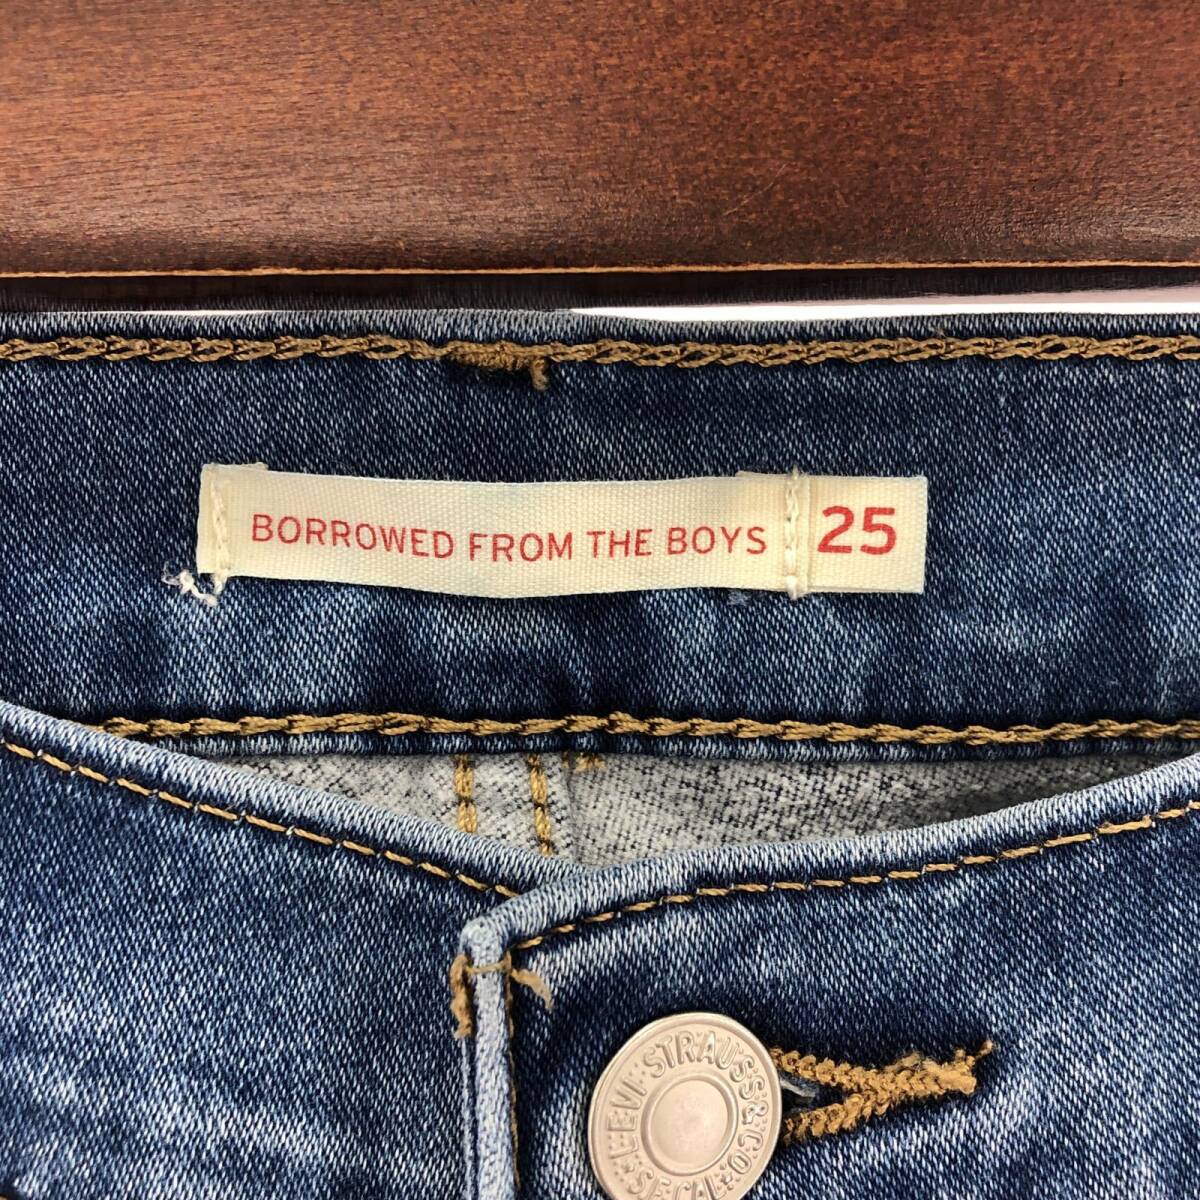 BORROWED FROM THE BOYS 25
LEVI STRAUSS & CO.
S.F. CAL